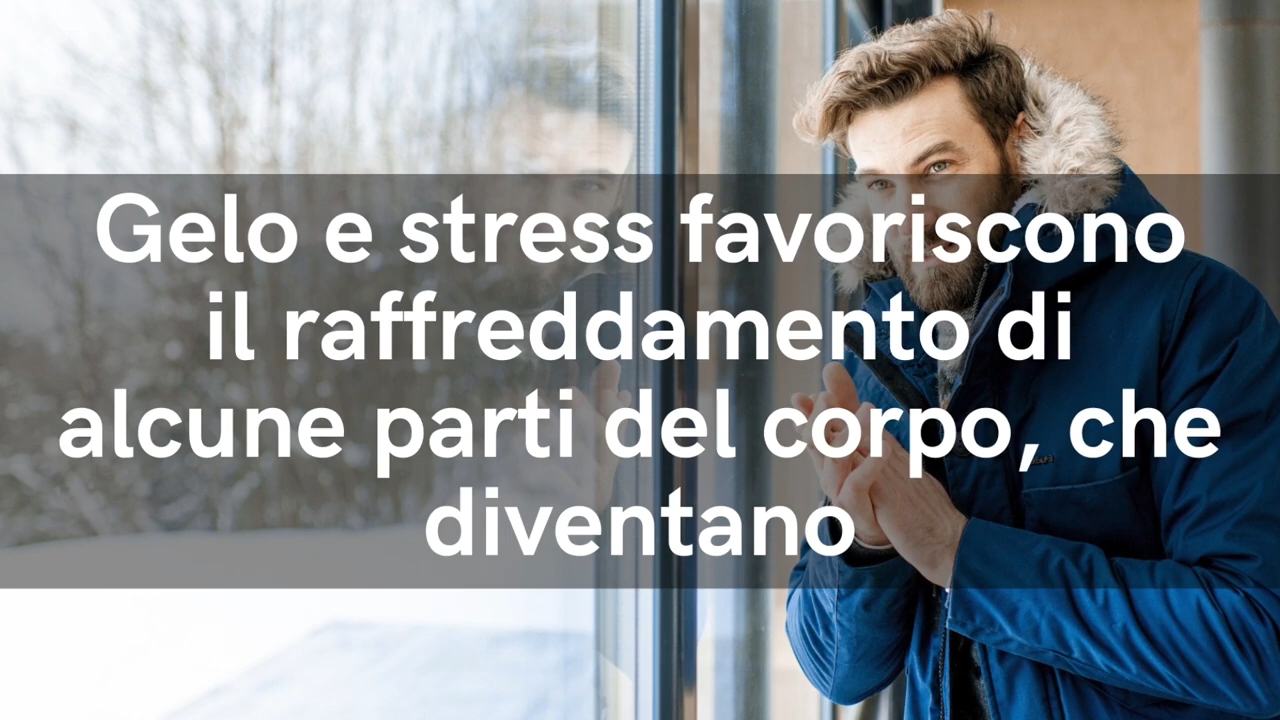 Gelo e stress favoriscono
il raffreddamento di
alcune parti del corpo, che
diventano